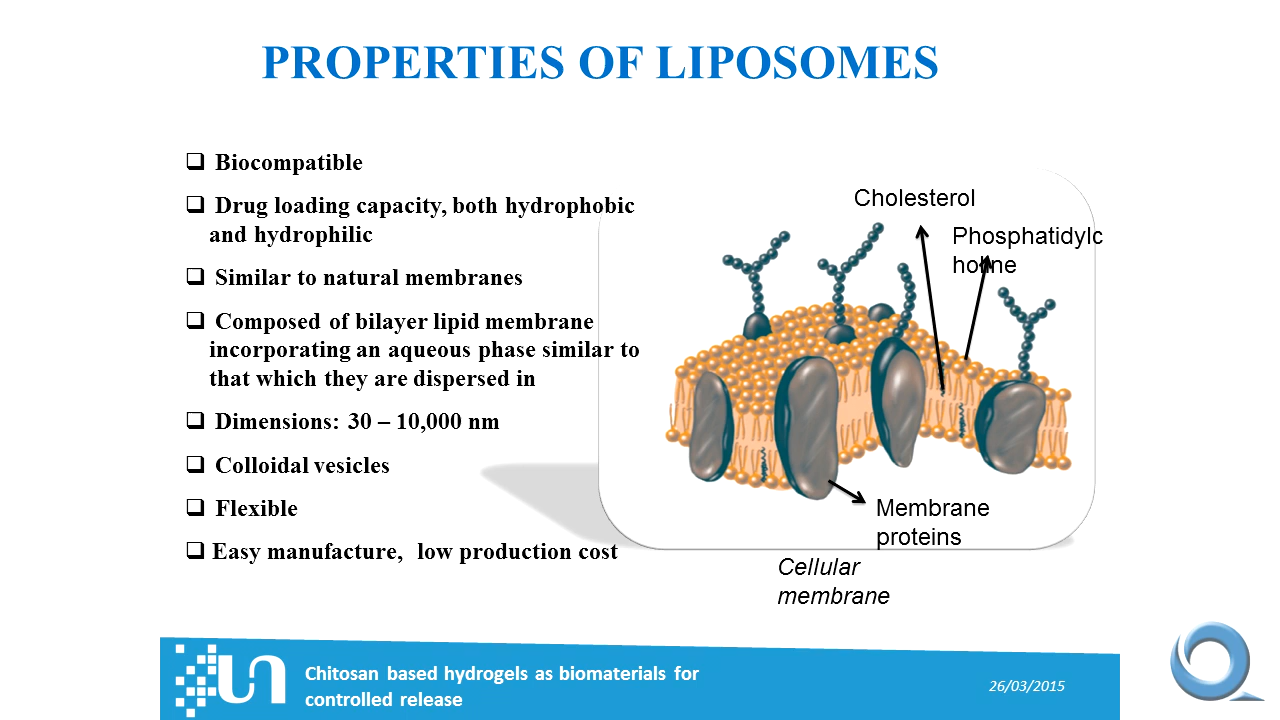 PROPERTIES OF LIPOSOMES
❑ Biocompatible
❑ Drug loading capacity, both hydrophobic
and hydrophilic
❑ Similar to natural membranes
❑ Composed of bilayer lipid membrane
incorporating an aqueous phase similar to
that which they are dispersed in
❑ Dimensions: 30 – 10,000 nm
❑ Colloidal vesicles
❑ Flexible
❑ Easy manufacture, low production cost
Cholesterol
Phosphatidylc
holine
Membrane
proteins
Cellular
membrane
Chitosan based hydrogels as biomaterials for
controlled release
26/03/2015